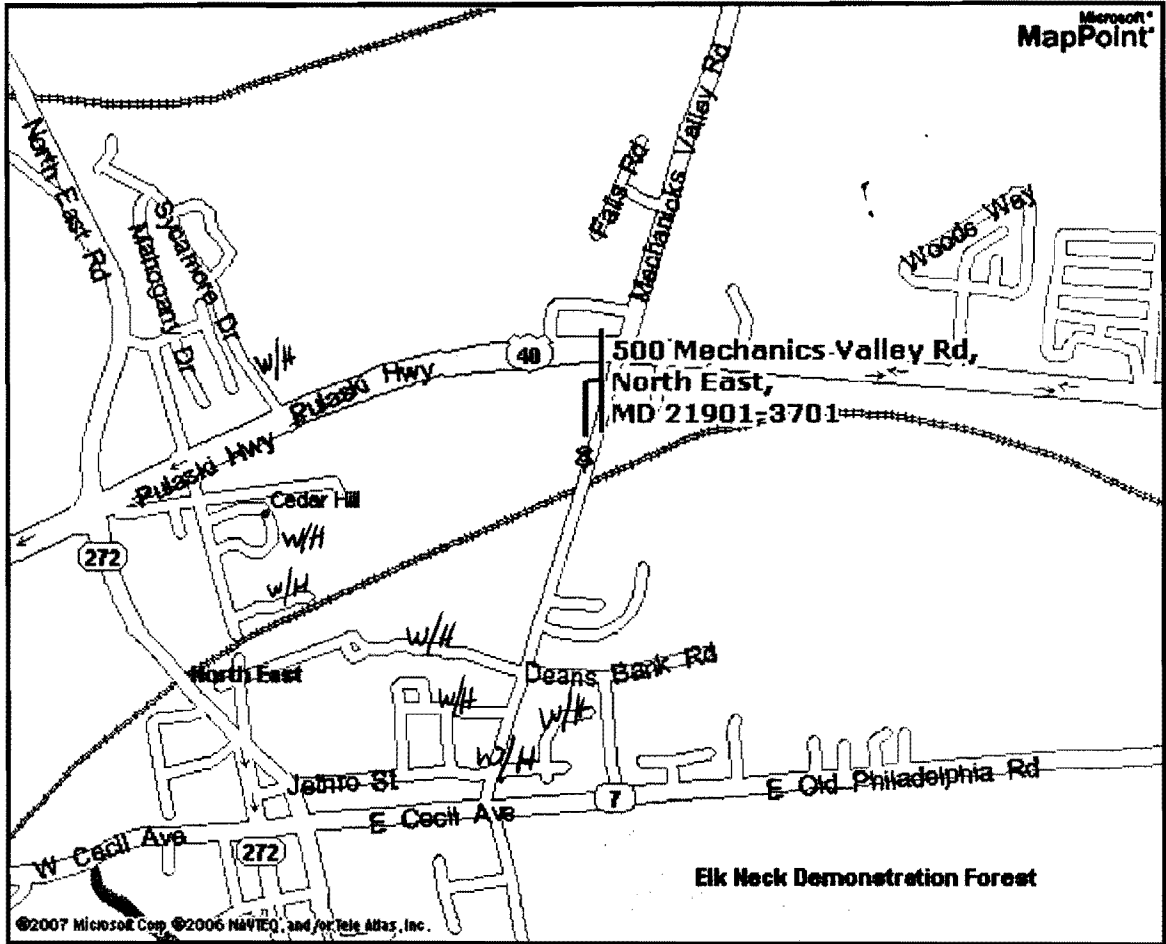 Microsoft®
MapPoint®
North East Rd
Sycamore Dr
Mahogany Dr
Falls Rd
Mechanicks Valley Rd
Woods Way
W/H
40
Pulaski Hwy
500 Mechanics Valley Rd,
North East,
MD 21901-3701
Pulaski Hwy
Cedar Hill
W/H
272
W/H
W/H
North East
Deans Bank Rd
W/H
W/H
W/H
Jethro St
7
E Old Philadelphia Rd
E Cecil Ave
W Cecil Ave
272
Elk Neck Demonstration Forest
©2007 Microsoft Corp ©2006 NAVTEQ, and/or Tele Atlas, Inc.